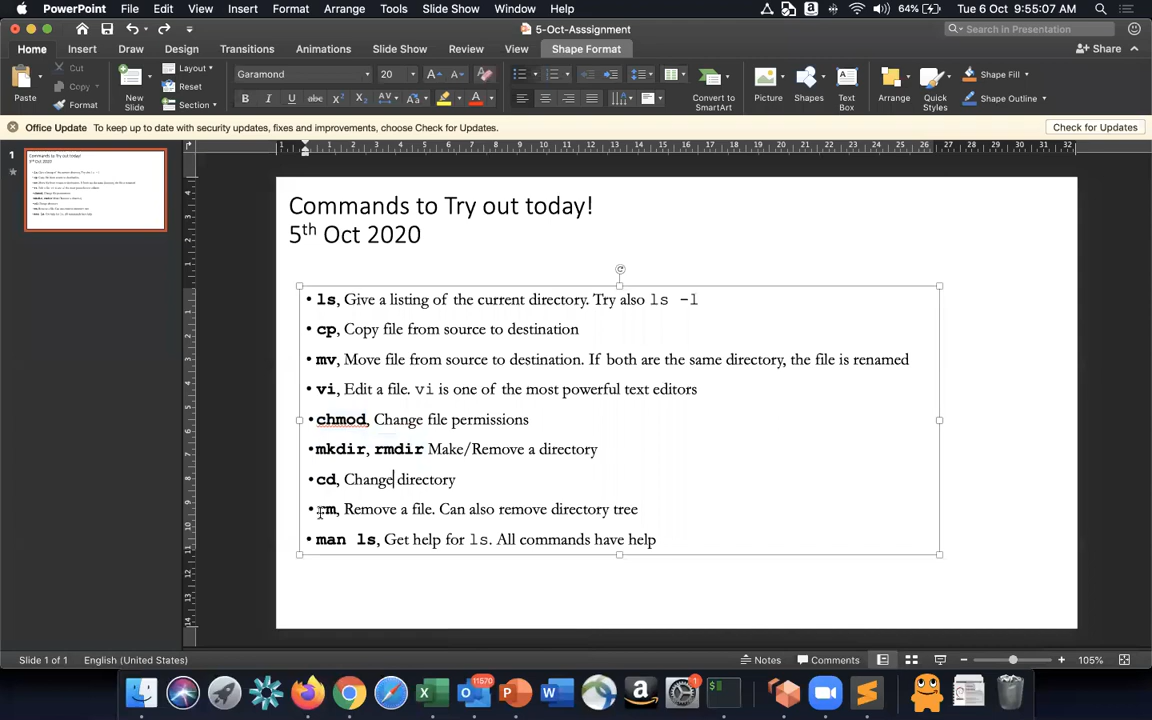 PowerPoint File Edit View Insert Format Arrange Tools Slide Show Window Help 64% Tue 6 Oct 9:55:07 AM
5-Oct-Asssignment
Search in Presentation
Home Insert Draw Design Transitions Animations Slide Show Review View Shape Format Share
Paste Cut Copy Format
New Slide Layout Reset Section
Garamond 20
Convert to SmartArt
Picture Shapes Text Box Arrange Quick Styles Shape Fill Shape Outline
Office Update To keep up to date with security updates, fixes and improvements, choose Check for Updates. Check for Updates
1
Commands to Try out today!
5th Oct 2020
• ls, Give a listing of the current directory. Try also ls -l
• cp, Copy file from source to destination
• mv, Move file from source to destination. If both are the same directory, the file is renamed
• vi, Edit a file. vi is one of the most powerful text editors
• chmod, Change file permissions
• mkdir, rmdir Make/Remove a directory
• cd, Change directory
• rm, Remove a file. Can also remove directory tree
• man ls, Get help for ls. All commands have help
Slide 1 of 1 English (United States) Notes Comments 105%
11570
1